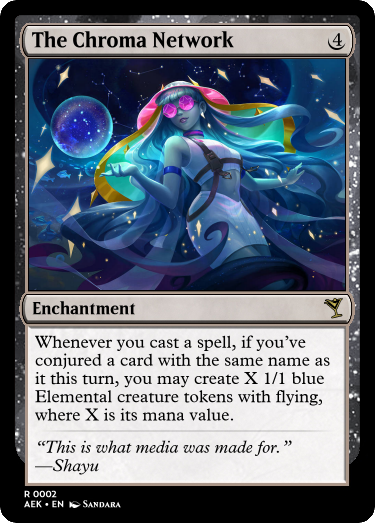 The Chroma Network 4
Enchantment
Whenever you cast a spell, if you’ve
conjured a card with the same name as
it this turn, you may create X 1/1 blue
Elemental creature tokens with flying,
where X is its mana value.
“This is what media was made for.”
—Shayu
R 0002
AEK • EN Sandara